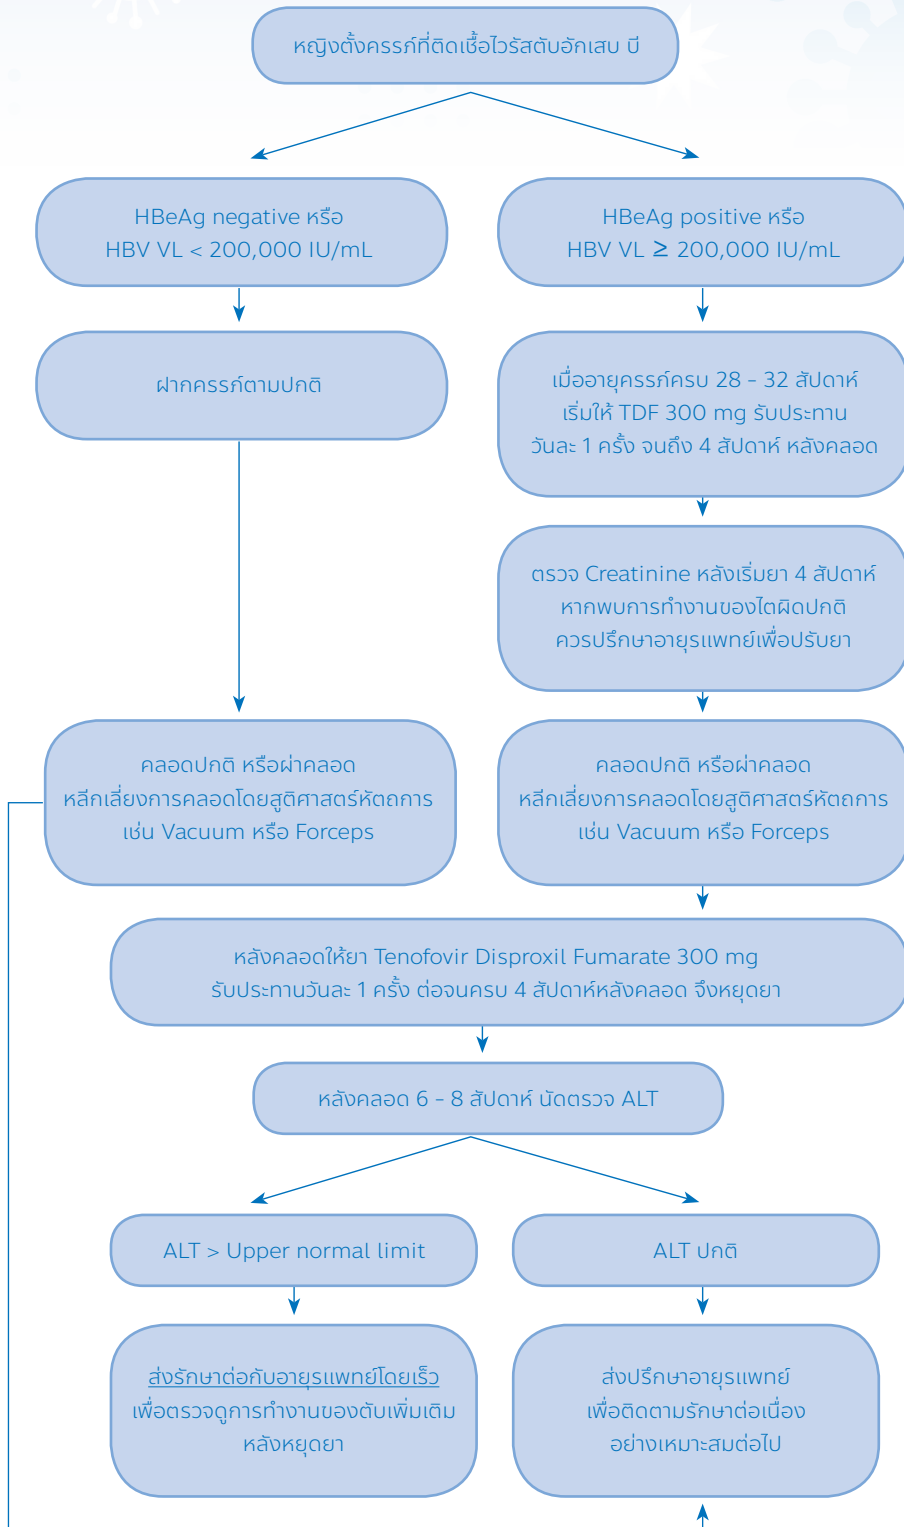 หญิงตั้งครรภ์ที่ติดเชื้อไวรัสตับอักเสบ บี
HBeAg negative หรือ
HBV VL < 200,000 IU/mL
HBeAg positive หรือ
HBV VL ≥ 200,000 IU/mL
ฝากครรภ์ตามปกติ
เมื่ออายุครรภ์ครบ 28 - 32 สัปดาห์
เริ่มให้ TDF 300 mg รับประทาน
วันละ 1 ครั้ง จนถึง 4 สัปดาห์ หลังคลอด
ตรวจ Creatinine หลังเริ่มยา 4 สัปดาห์
หากพบการทำงานของไตผิดปกติ
ควรปรึกษาอายุรแพทย์เพื่อปรับยา
คลอดปกติ หรือผ่าคลอด
หลีกเลี่ยงการคลอดโดยสูติศาสตร์หัตถการ
เช่น Vacuum หรือ Forceps
คลอดปกติ หรือผ่าคลอด
หลีกเลี่ยงการคลอดโดยสูติศาสตร์หัตถการ
เช่น Vacuum หรือ Forceps
หลังคลอดให้ยา Tenofovir Disproxil Fumarate 300 mg
รับประทานวันละ 1 ครั้ง ต่อจนครบ 4 สัปดาห์หลังคลอด จึงหยุดยา
หลังคลอด 6 - 8 สัปดาห์ นัดตรวจ ALT
ALT > Upper normal limit
ALT ปกติ
ส่งรักษาต่อกับอายุรแพทย์โดยเร็ว
เพื่อตรวจดูการทำงานของตับเพิ่มเติม
หลังหยุดยา
ส่งปรึกษาอายุรแพทย์
เพื่อติดตามรักษาต่อเนื่อง
อย่างเหมาะสมต่อไป